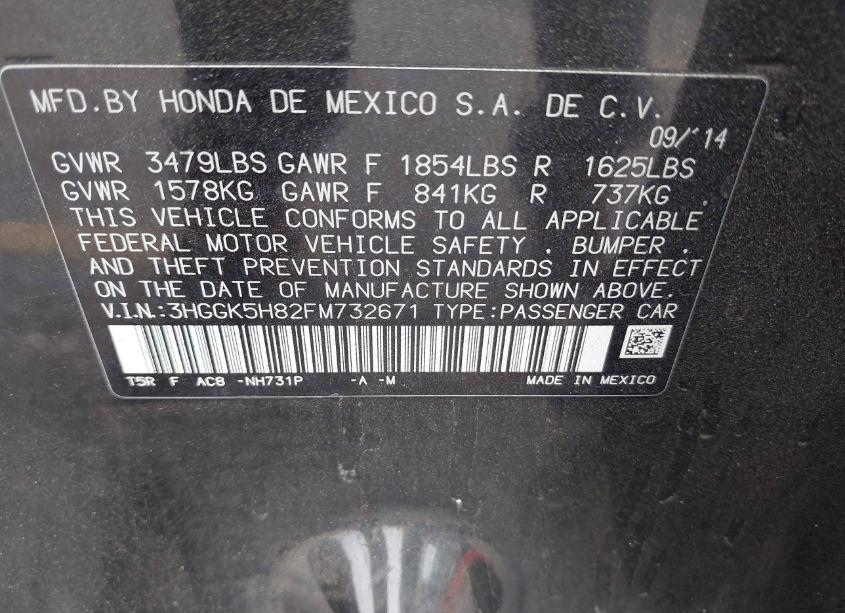 MFD.BY HONDA DE MEXICO S.A. DE C.V.
09/'14
GVWR 3479LBS GAWR F 1854LBS R 1625LBS
GVWR 1578KG GAWR F 841KG R 737KG .
THIS VEHICLE CONFORMS TO ALL APPLICABLE
FEDERAL MOTOR VEHICLE SAFETY . BUMPER .
AND THEFT PREVENTION STANDARDS IN EFFECT
ON THE DATE OF MANUFACTURE SHOWN ABOVE.
V.I.N.:3HGGK5H82FM732671 TYPE:PASSENGER CAR
T5R F AC8 -NH731P -A -M MADE IN MEXICO